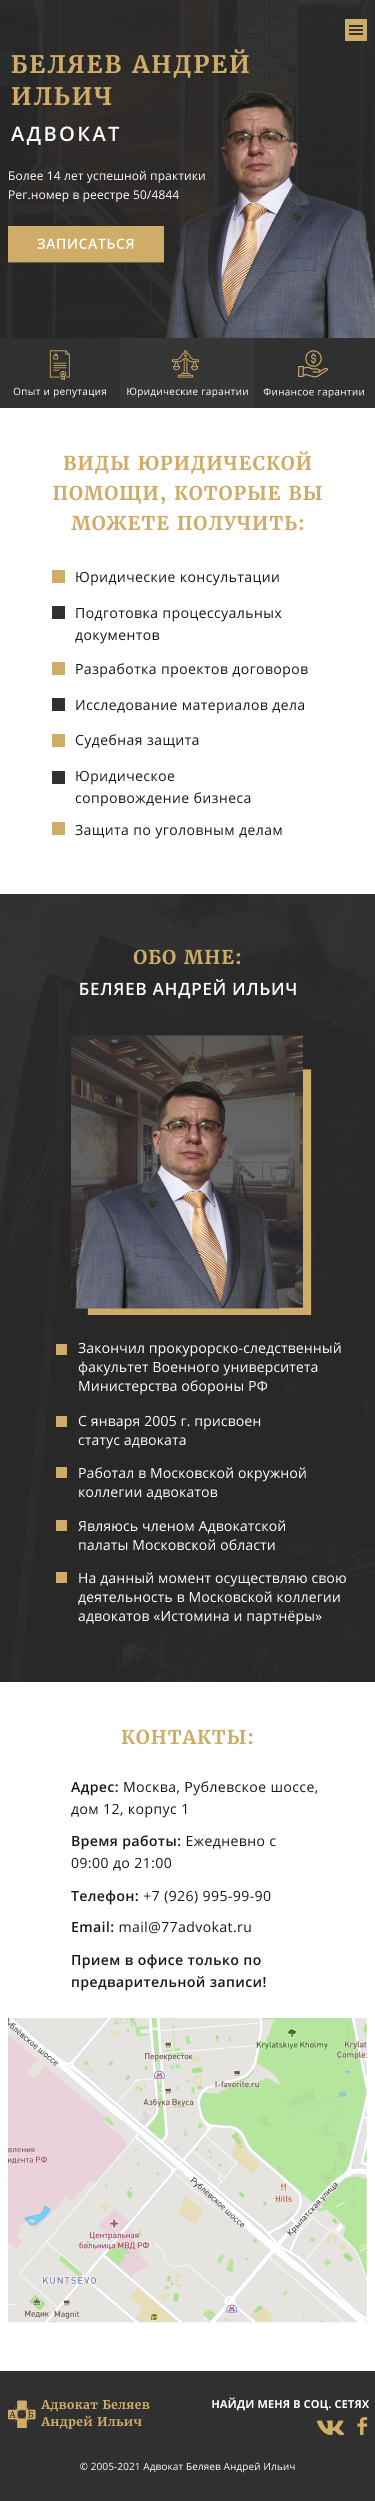 БЕЛЯЕВ АНДРЕЙ
ИЛЬИЧ
АДВОКАТ
Более 14 лет успешной практики
Рег.номер в реестре 50/4844
ЗАПИСАТЬСЯ
Опыт и репутация
Юридические гарантии
Финансое гарантии
ВИДЫ ЮРИДИЧЕСКОЙ
ПОМОЩИ, КОТОРЫЕ ВЫ
МОЖЕТЕ ПОЛУЧИТЬ:
Юридические консультации
Подготовка процессуальных
документов
Разработка проектов договоров
Исследование материалов дела
Судебная защита
Юридическое
сопровождение бизнеса
Защита по уголовным делам
ОБО МНЕ:
БЕЛЯЕВ АНДРЕЙ ИЛЬИЧ
Закончил прокурорско-следственный
факультет Военного университета
Министерства обороны РФ
С января 2005 г. присвоен
статус адвоката
Работал в Московской окружной
коллегии адвокатов
Являюсь членом Адвокатской
палаты Московской области
На данный момент осуществляю свою
деятельность в Московской коллегии
адвокатов «Истомина и партнёры»
КОНТАКТЫ:
Адрес: Москва, Рублевское шоссе,
дом 12, корпус 1
Время работы: Ежедневно с
09:00 до 21:00
Телефон: +7 (926) 995-99-90
Email: mail@77advokat.ru
Прием в офисе только по
предварительной записи!
ублёвское шоссе
Перекресток
Krylatskiye Kholmy
Krylat
Comple
Азбука Вкуса
I-favorite.ru
вления
идента РФ
Рублёвское шоссе
Hills
Крылатская улица
Центральная
больница МВД РФ
KUNTSEVO
Медик
Magnit
А Б
Адвокат Беляев
Андрей Ильич
НАЙДИ МЕНЯ В СОЦ. СЕТЯХ
© 2005-2021 Адвокат Беляев Андрей Ильич